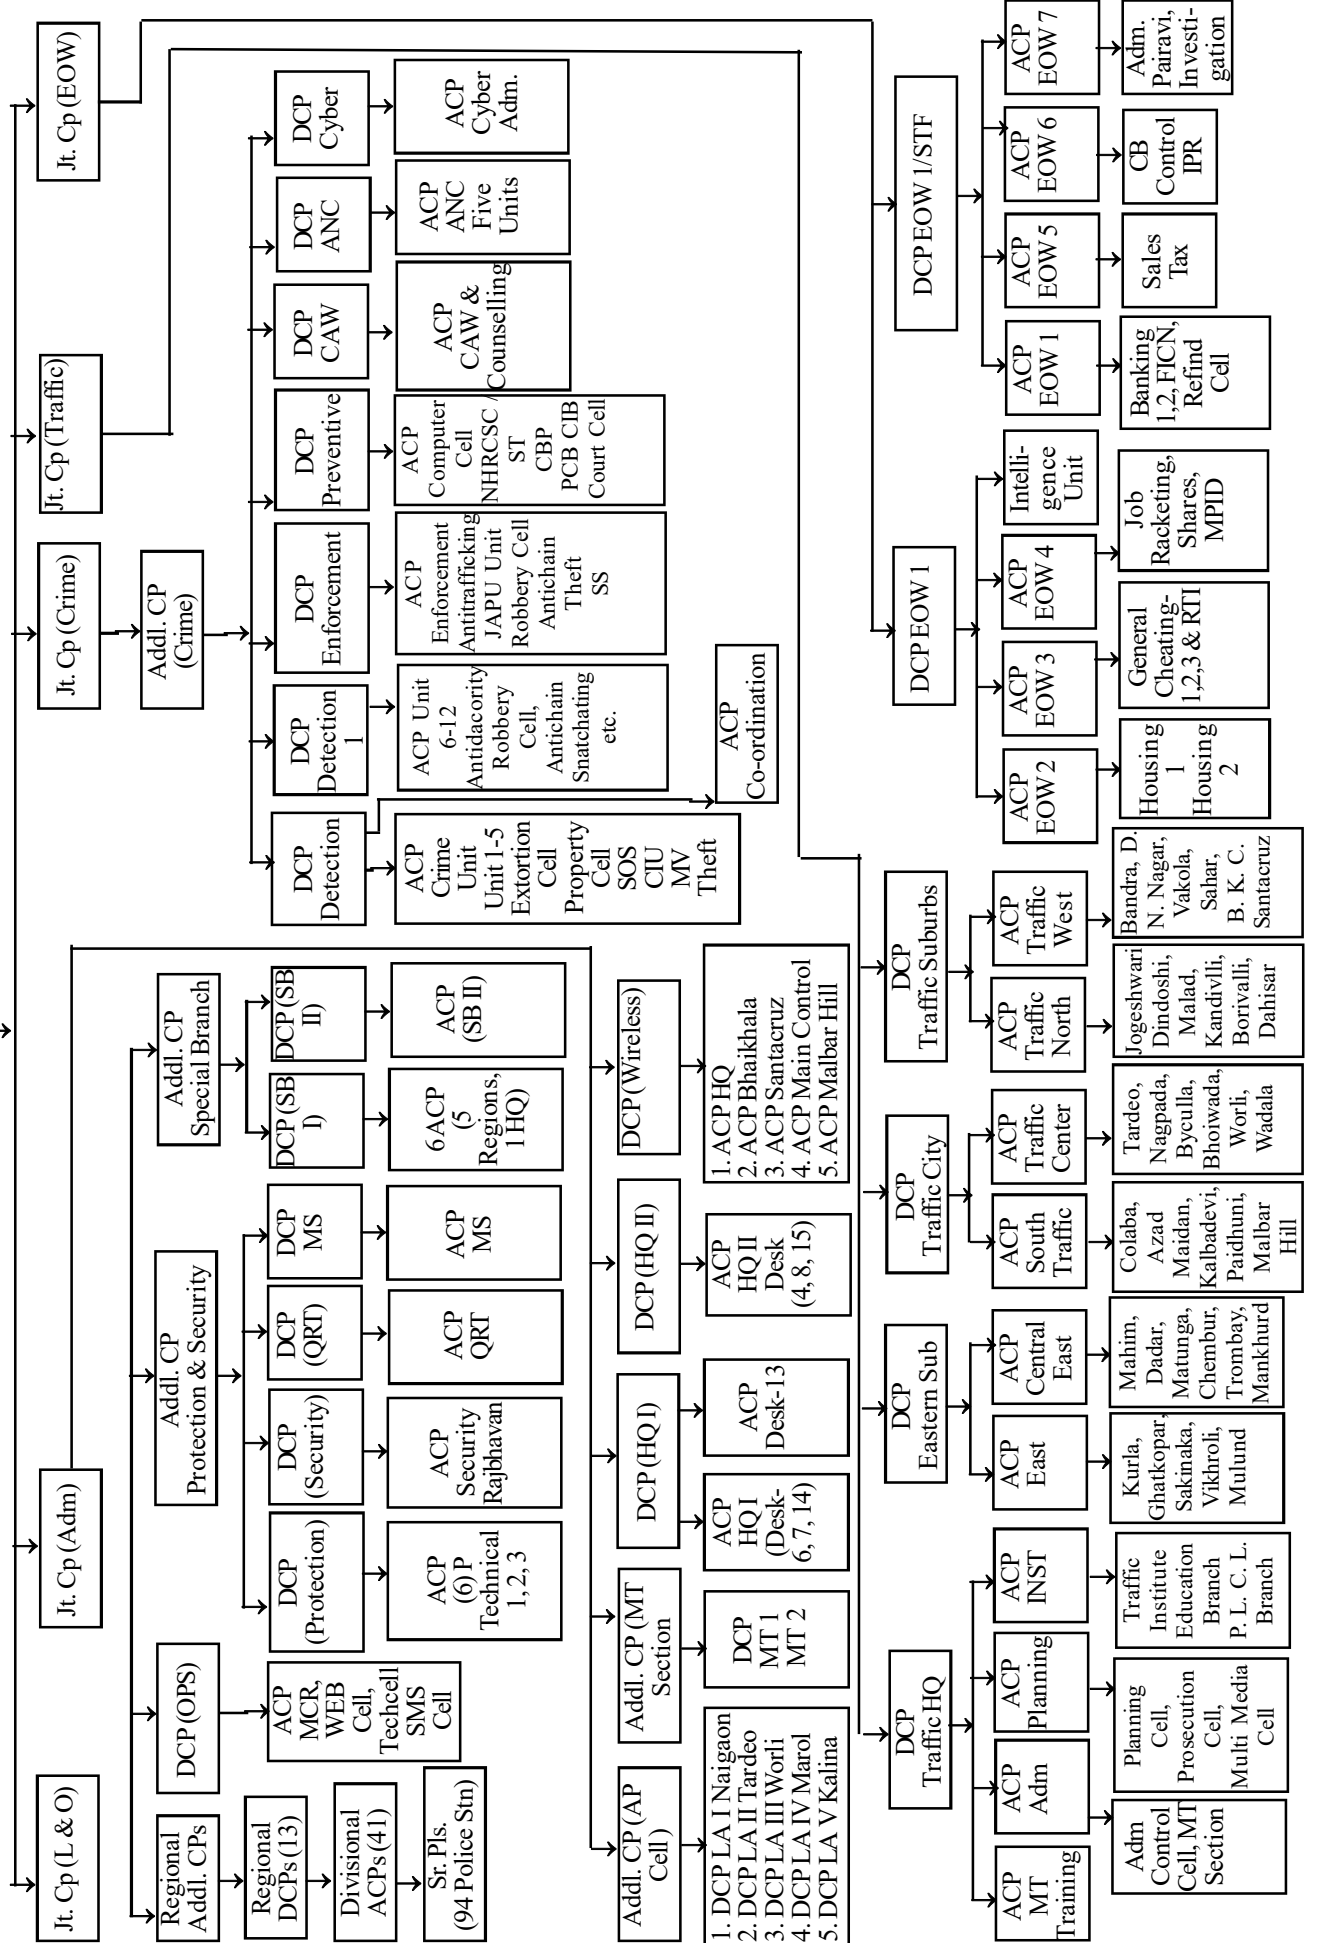 Jt. Cp (L & O)
Jt. Cp (Adm)
Jt. Cp (Crime)
Jt. Cp (Traffic)
Jt. Cp (EOW)
Regional
Addl. CPs
DCP (OPS)
Addl. CP
Protection & Security
Addl. CP
Special Branch
Addl. CP
(Crime)
Regional
DCPs (13)
Divisional
ACPs (41)
Sr. Pls.
(94 Police Stn)
ACP
MCR,
WEB
Cell,
Techcell
SMS
Cell
DCP
(Protection)
DCP
(Security)
DCP
(QRT)
DCP
MS
DCP (SB
I)
DCP (SB
II)
ACP
(6) P
Technical
1, 2, 3
ACP
Security
Rajbhavan
ACP
QRT
ACP
MS
6 ACP
(5
Regions,
1 HQ)
ACP
(SB II)
DCP
Detection
DCP
Detection
1
DCP
Enforcement
DCP
Preventive
DCP
CAW
DCP
ANC
DCP
Cyber
ACP
Crime
Unit
Unit 1-5
Extortion
Cell
Property
Cell
SOS
CIU
MV
Theft
ACP Unit
6-12
Antidacority
Robbery
Cell,
Antichain
Snatchating
etc.
ACP
Enforcement
Antitrafficking
JAPU Unit
Robbery Cell
Antichain
Theft
SS
ACP
Computer
Cell
NHRCSC /
ST
CBP
PCB CIB
Court Cell
ACP
CAW &
Counselling
ACP
ANC
Five
Units
ACP
Cyber
Adm.
ACP
Co-ordination
Addl. CP (AP
Cell )
Addl. CP (MT
Section
DCP (HQ I)
DCP (HQ II)
DCP (Wireless)
1. DCP LA I Naigaon
2. DCP LA II Tardeo
3. DCP LA III Worli
4. DCP LA IV Marol
5. DCP LA V Kalina
DCP
MT 1
MT 2
ACP
HQ I
(Desk-
6, 7, 14)
ACP
Desk-13
ACP
HQ II
Desk
(4, 8, 15)
1. ACP HQ
2. ACP Bhaikhala
3. ACP Santacruz
4. ACP Main Control
5. ACP Malbar Hill
DCP
Traffic HQ
DCP
Eastern Sub
DCP
Traffic City
DCP
Traffic Suburbs
DCP EOW 1
DCP EOW 1/STF
ACP
MT
Training
ACP
Adm
ACP
Planning
ACP
INST
ACP
East
ACP
Central
East
ACP
South
Traffic
ACP
Traffic
Center
ACP
Traffic
North
ACP
Traffic
West
ACP
EOW 2
ACP
EOW 3
ACP
EOW 4
Intelli-
gence
Unit
ACP
EOW 1
ACP
EOW 5
ACP
EOW 6
ACP
EOW 7
Adm
Control
Cell, MT
Section
Planning
Cell,
Prosecution
Cell,
Multi Media
Cell
Traffic
Institute
Education
Branch
P. L. C. L.
Branch
Kurla,
Ghatkopar,
Sakinaka,
Vikhroli,
Mulund
Mahim,
Dadar,
Matunga,
Chembur,
Trombay,
Mankhurd
Colaba,
Azad
Maidan,
Kalbadevi,
Paidhuni,
Malbar
Hill
Tardeo,
Nagpada,
Byculla,
Bhoiwada,
Worli,
Wadala
Jogeshwari
Dindoshi,
Malad,
Kandivlli,
Borivalli,
Dahisar
Bandra, D.
N. Nagar,
Vakola,
Sahar,
B. K. C.
Santacruz
Housing
1
Housing
2
General
Cheating-
1,2,3 & RTI
Job
Racketing,
Shares,
MPID
Banking
1,2, FICN,
Refind
Cell
Sales
Tax
CB
Control
IPR
Adm.
Pairavi,
Investi-
gation